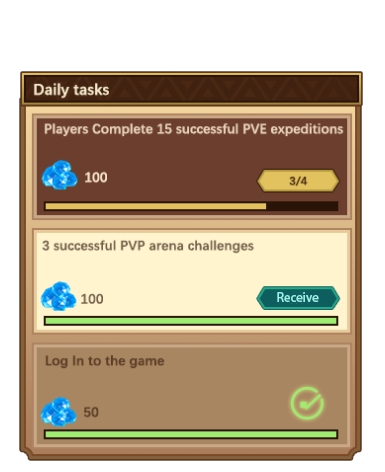 Daily tasks
Players Complete 15 successful PVE expeditions
100
3/4
3 successful PVP arena challenges
100
Receive
Log In to the game
50